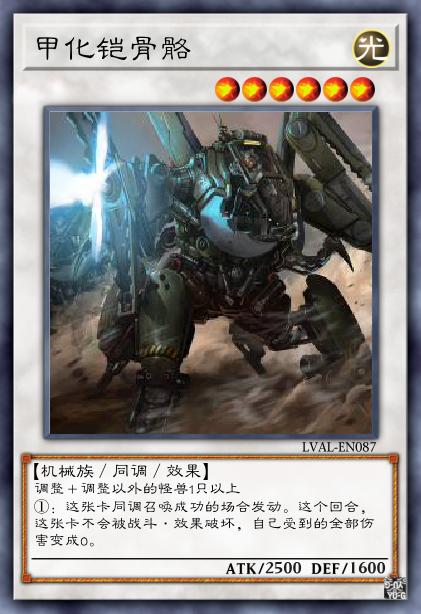 甲化铠骨骼
光
LVAL-EN087
【机械族／同调／效果】
调整＋调整以外的怪兽1只以上
①：这张卡同调召唤成功的场合发动。这个回合，
这张卡不会被战斗·效果破坏，自己受到的全部伤
害变成0。
ATK/2500 DEF/1600